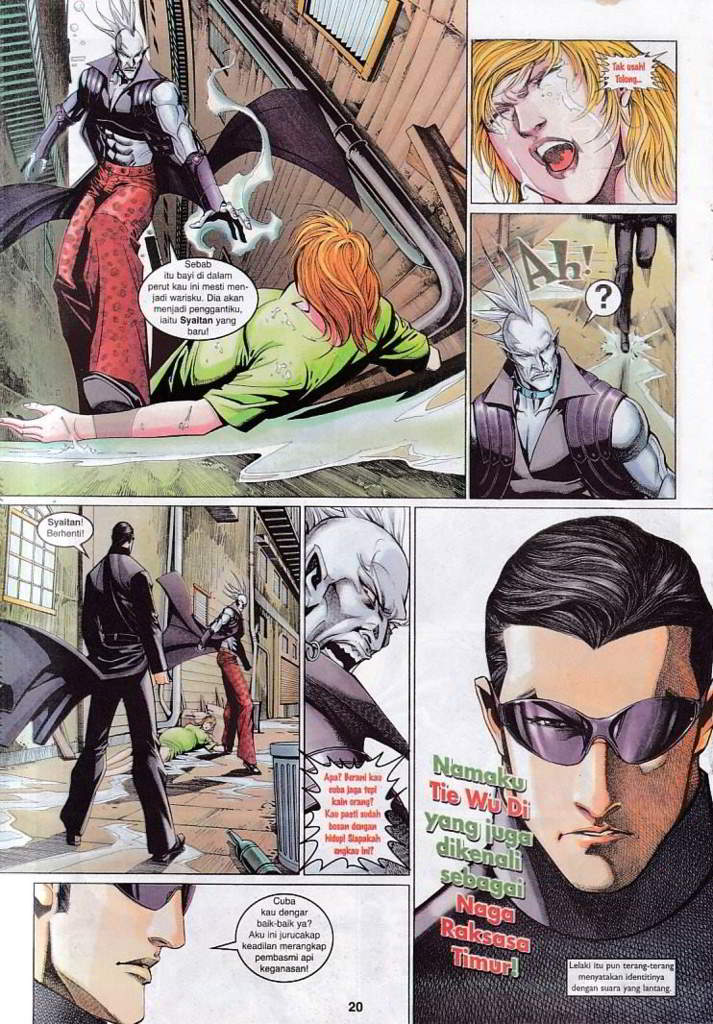 Sebab
itu bayi di dalam
perut kau ini mesti men-
jadi warisku. Dia akan
menjadi penggantiku,
iaitu Syaitan yang
baru!
Tak usah!
Tolong...
Ah!
?
Syaitan!
Berhenti!
Apa? Berani kau
cuba jaga tepi
kain orang?
Kau pasti sudah
bosan dengan
hidup! Siapakah
engkau ini?
Namaku
Tie Wu Di
yang juga
dikenali
sebagai
Naga
Raksasa
Timur!
Lelaki itu pun terang-terang
menyatakan identitinya
dengan suara yang lantang.
Cuba
kau dengar
baik-baik ya?
Aku ini jurucakap
keadilan merangkap
pembasmi api
keganasan!
20